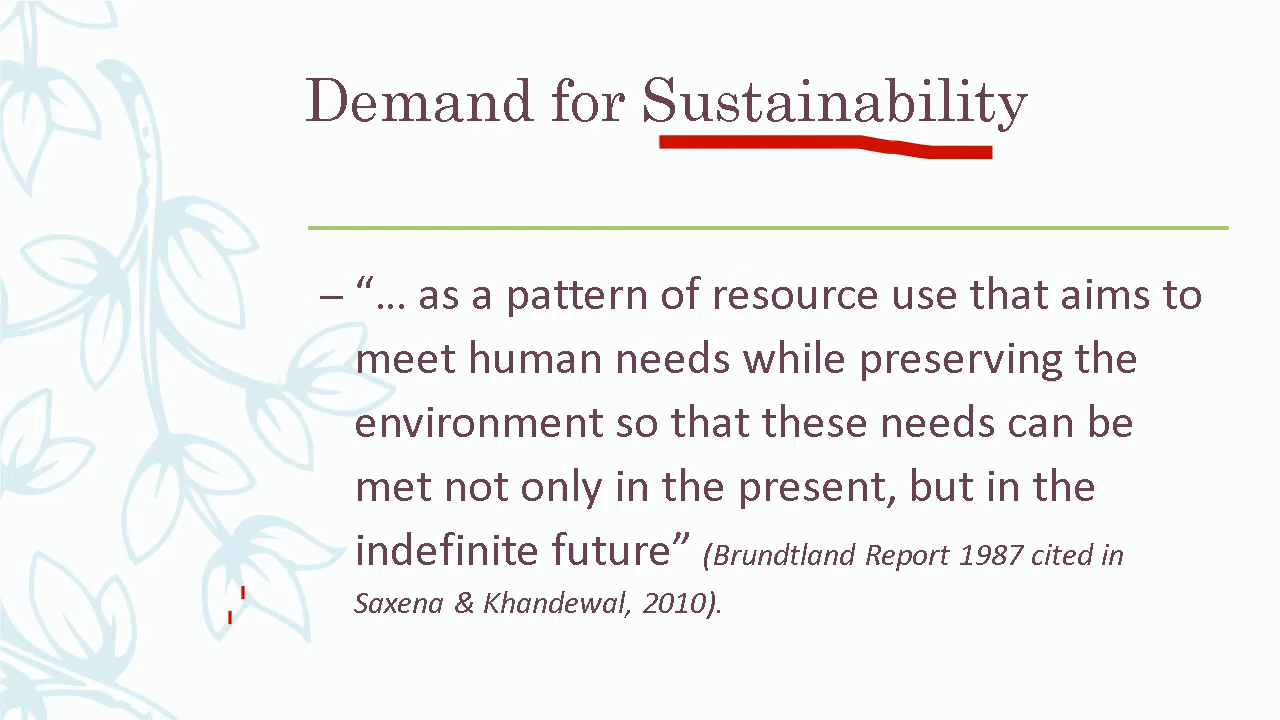 Demand for Sustainability
– “... as a pattern of resource use that aims to
meet human needs while preserving the
environment so that these needs can be
met not only in the present, but in the
indefinite future” (Brundtland Report 1987 cited in
Saxena & Khandewal, 2010).